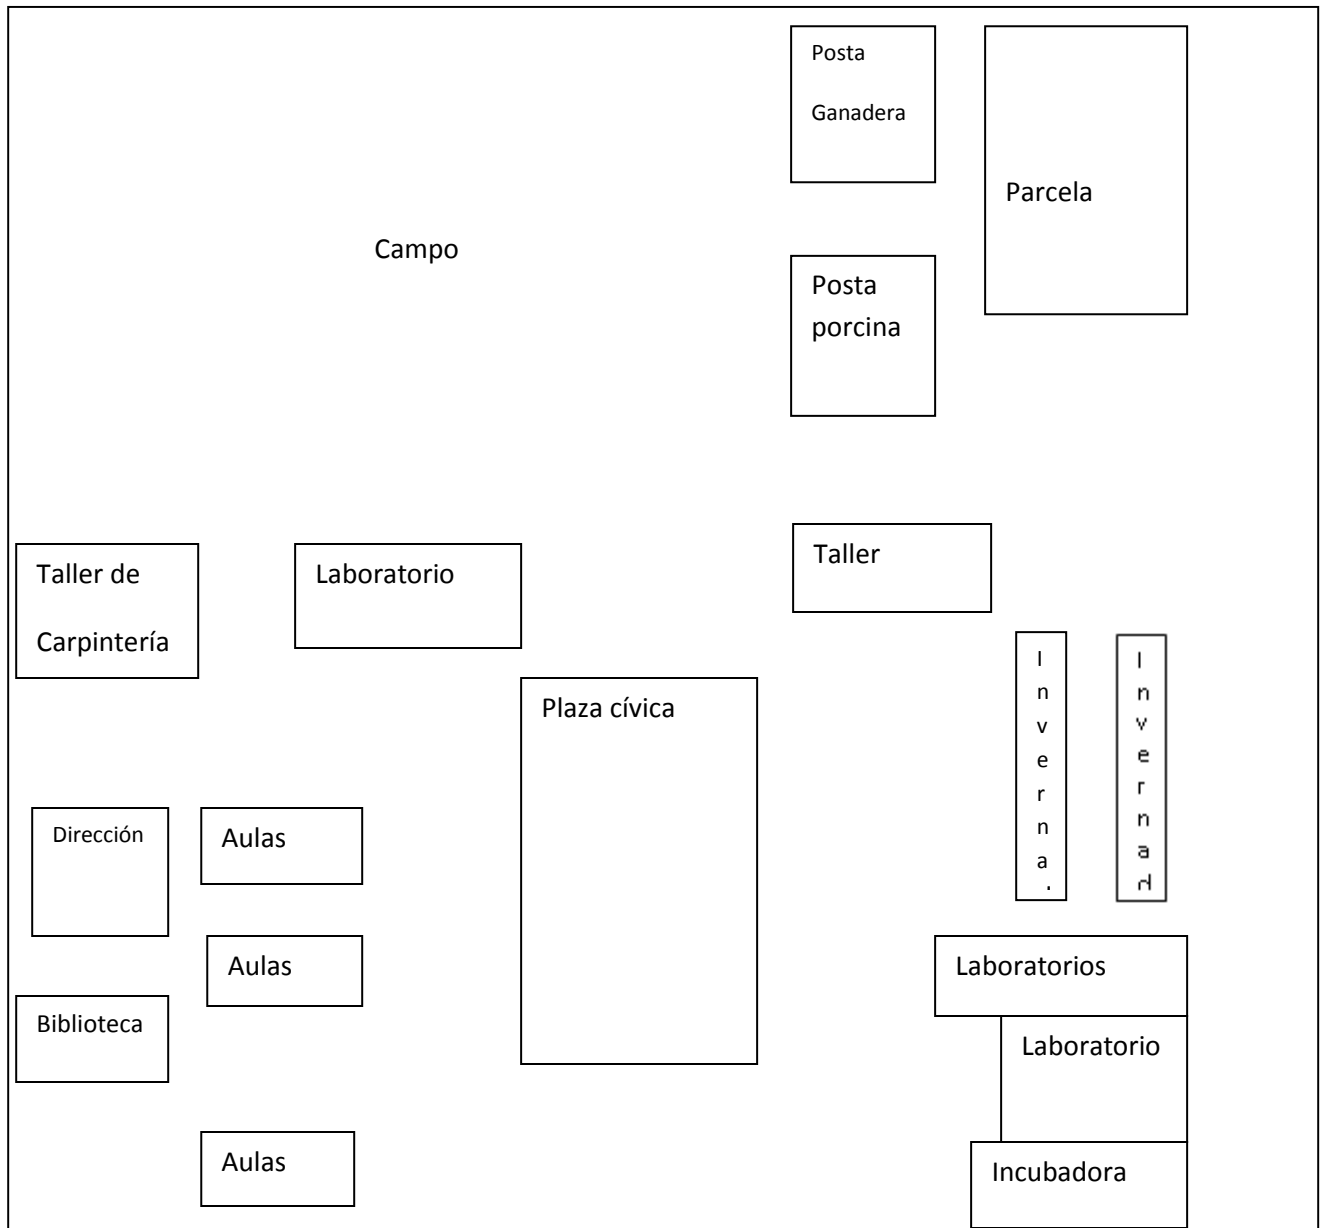 Posta
Ganadera
Parcela
Campo
Posta
porcina
Taller
Taller de
Carpintería
Laboratorio
I
n
v
e
r
n
a
I
n
v
e
r
n
a
d
Plaza cívica
Dirección
Aulas
Aulas
Laboratorios
Biblioteca
Laboratorio
Aulas
Incubadora